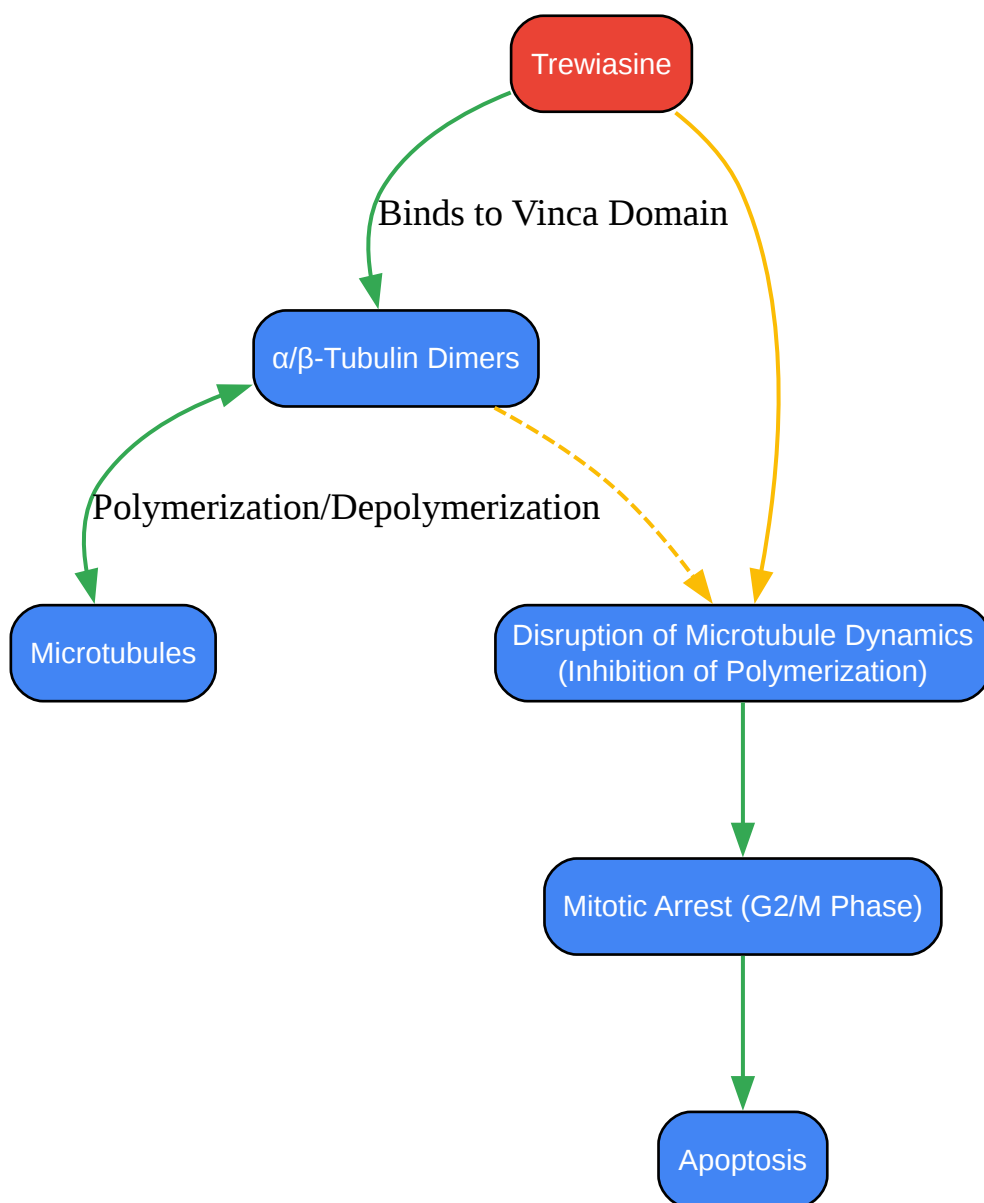 Trewiasine
Binds to Vinca Domain
α/β-Tubulin Dimers
Polymerization/Depolymerization
Microtubules
Disruption of Microtubule Dynamics
(Inhibition of Polymerization)
Mitotic Arrest (G2/M Phase)
Apoptosis